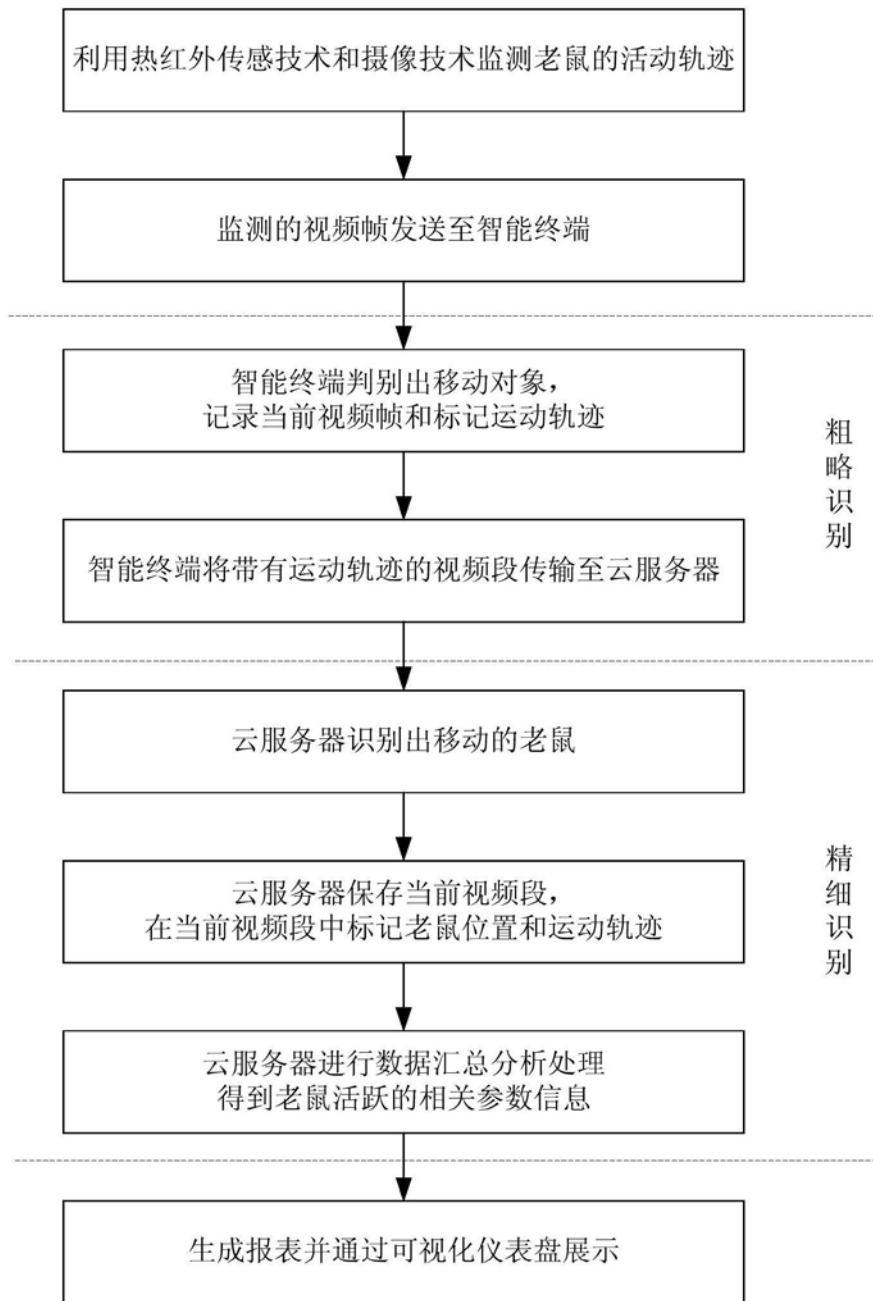 利用热红外传感技术和摄像技术监测老鼠的活动轨迹
监测的视频帧发送至智能终端
智能终端判别出移动对象，
记录当前视频帧和标记运动轨迹
智能终端将带有运动轨迹的视频段传输至云服务器
粗略识别
云服务器识别出移动的老鼠
云服务器保存当前视频段，
在当前视频段中标记老鼠位置和运动轨迹
云服务器进行数据汇总分析处理
得到老鼠活跃的相关参数信息
精细识别
生成报表并通过可视化仪表盘展示